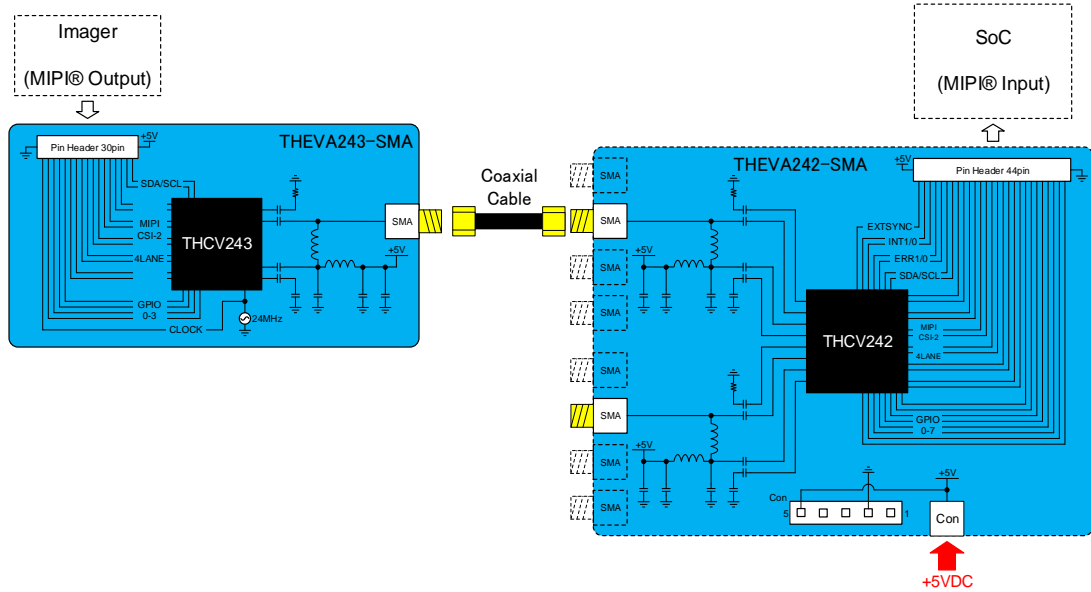 Imager
(MIPI® Output)
SoC
(MIPI® Input)
THEVA243-SMA
Pin Header 30pin
+5V
SDA/SCL
MIPI
CSI-2
4LANE
THCV243
GPIO
0-3
CLOCK
24MHz
+5V
SMA
Coaxial
Cable
THEVA242-SMA
SMA
SMA
SMA
SMA
SMA
SMA
SMA
SMA
+5V
+5V
+5V
Pin Header 44pin
EXTSYNC
INT1/0
ERR1/0
SDA/SCL
THCV242
MIPI
CSI-2
4LANE
GPIO
0-7
Con
5
1
+5V
Con
+5VDC